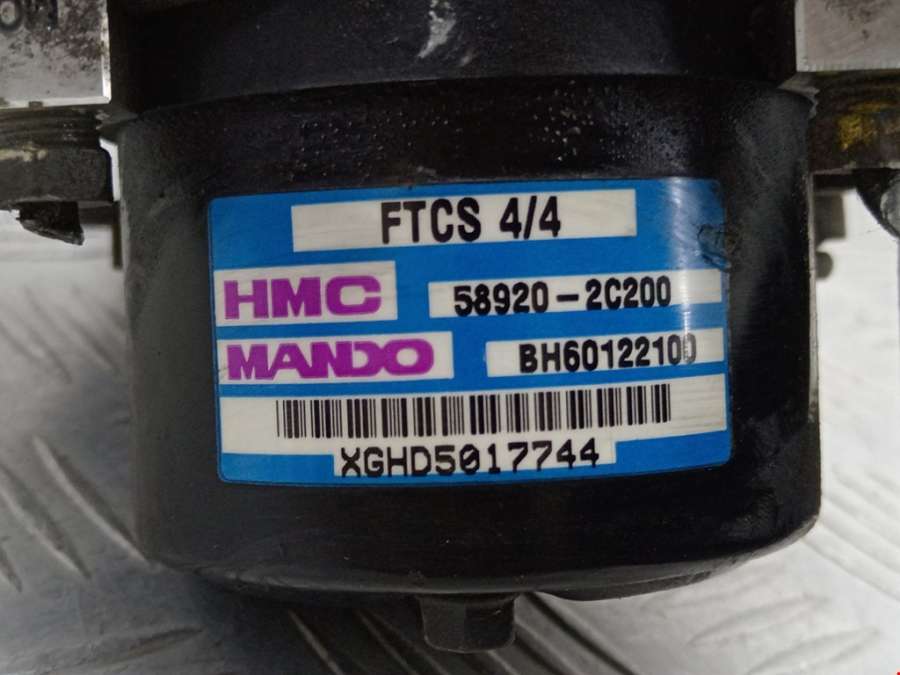 FTCS 4/4
HMC 58920-2C200
MANDO BH60122100
XGHD5017744